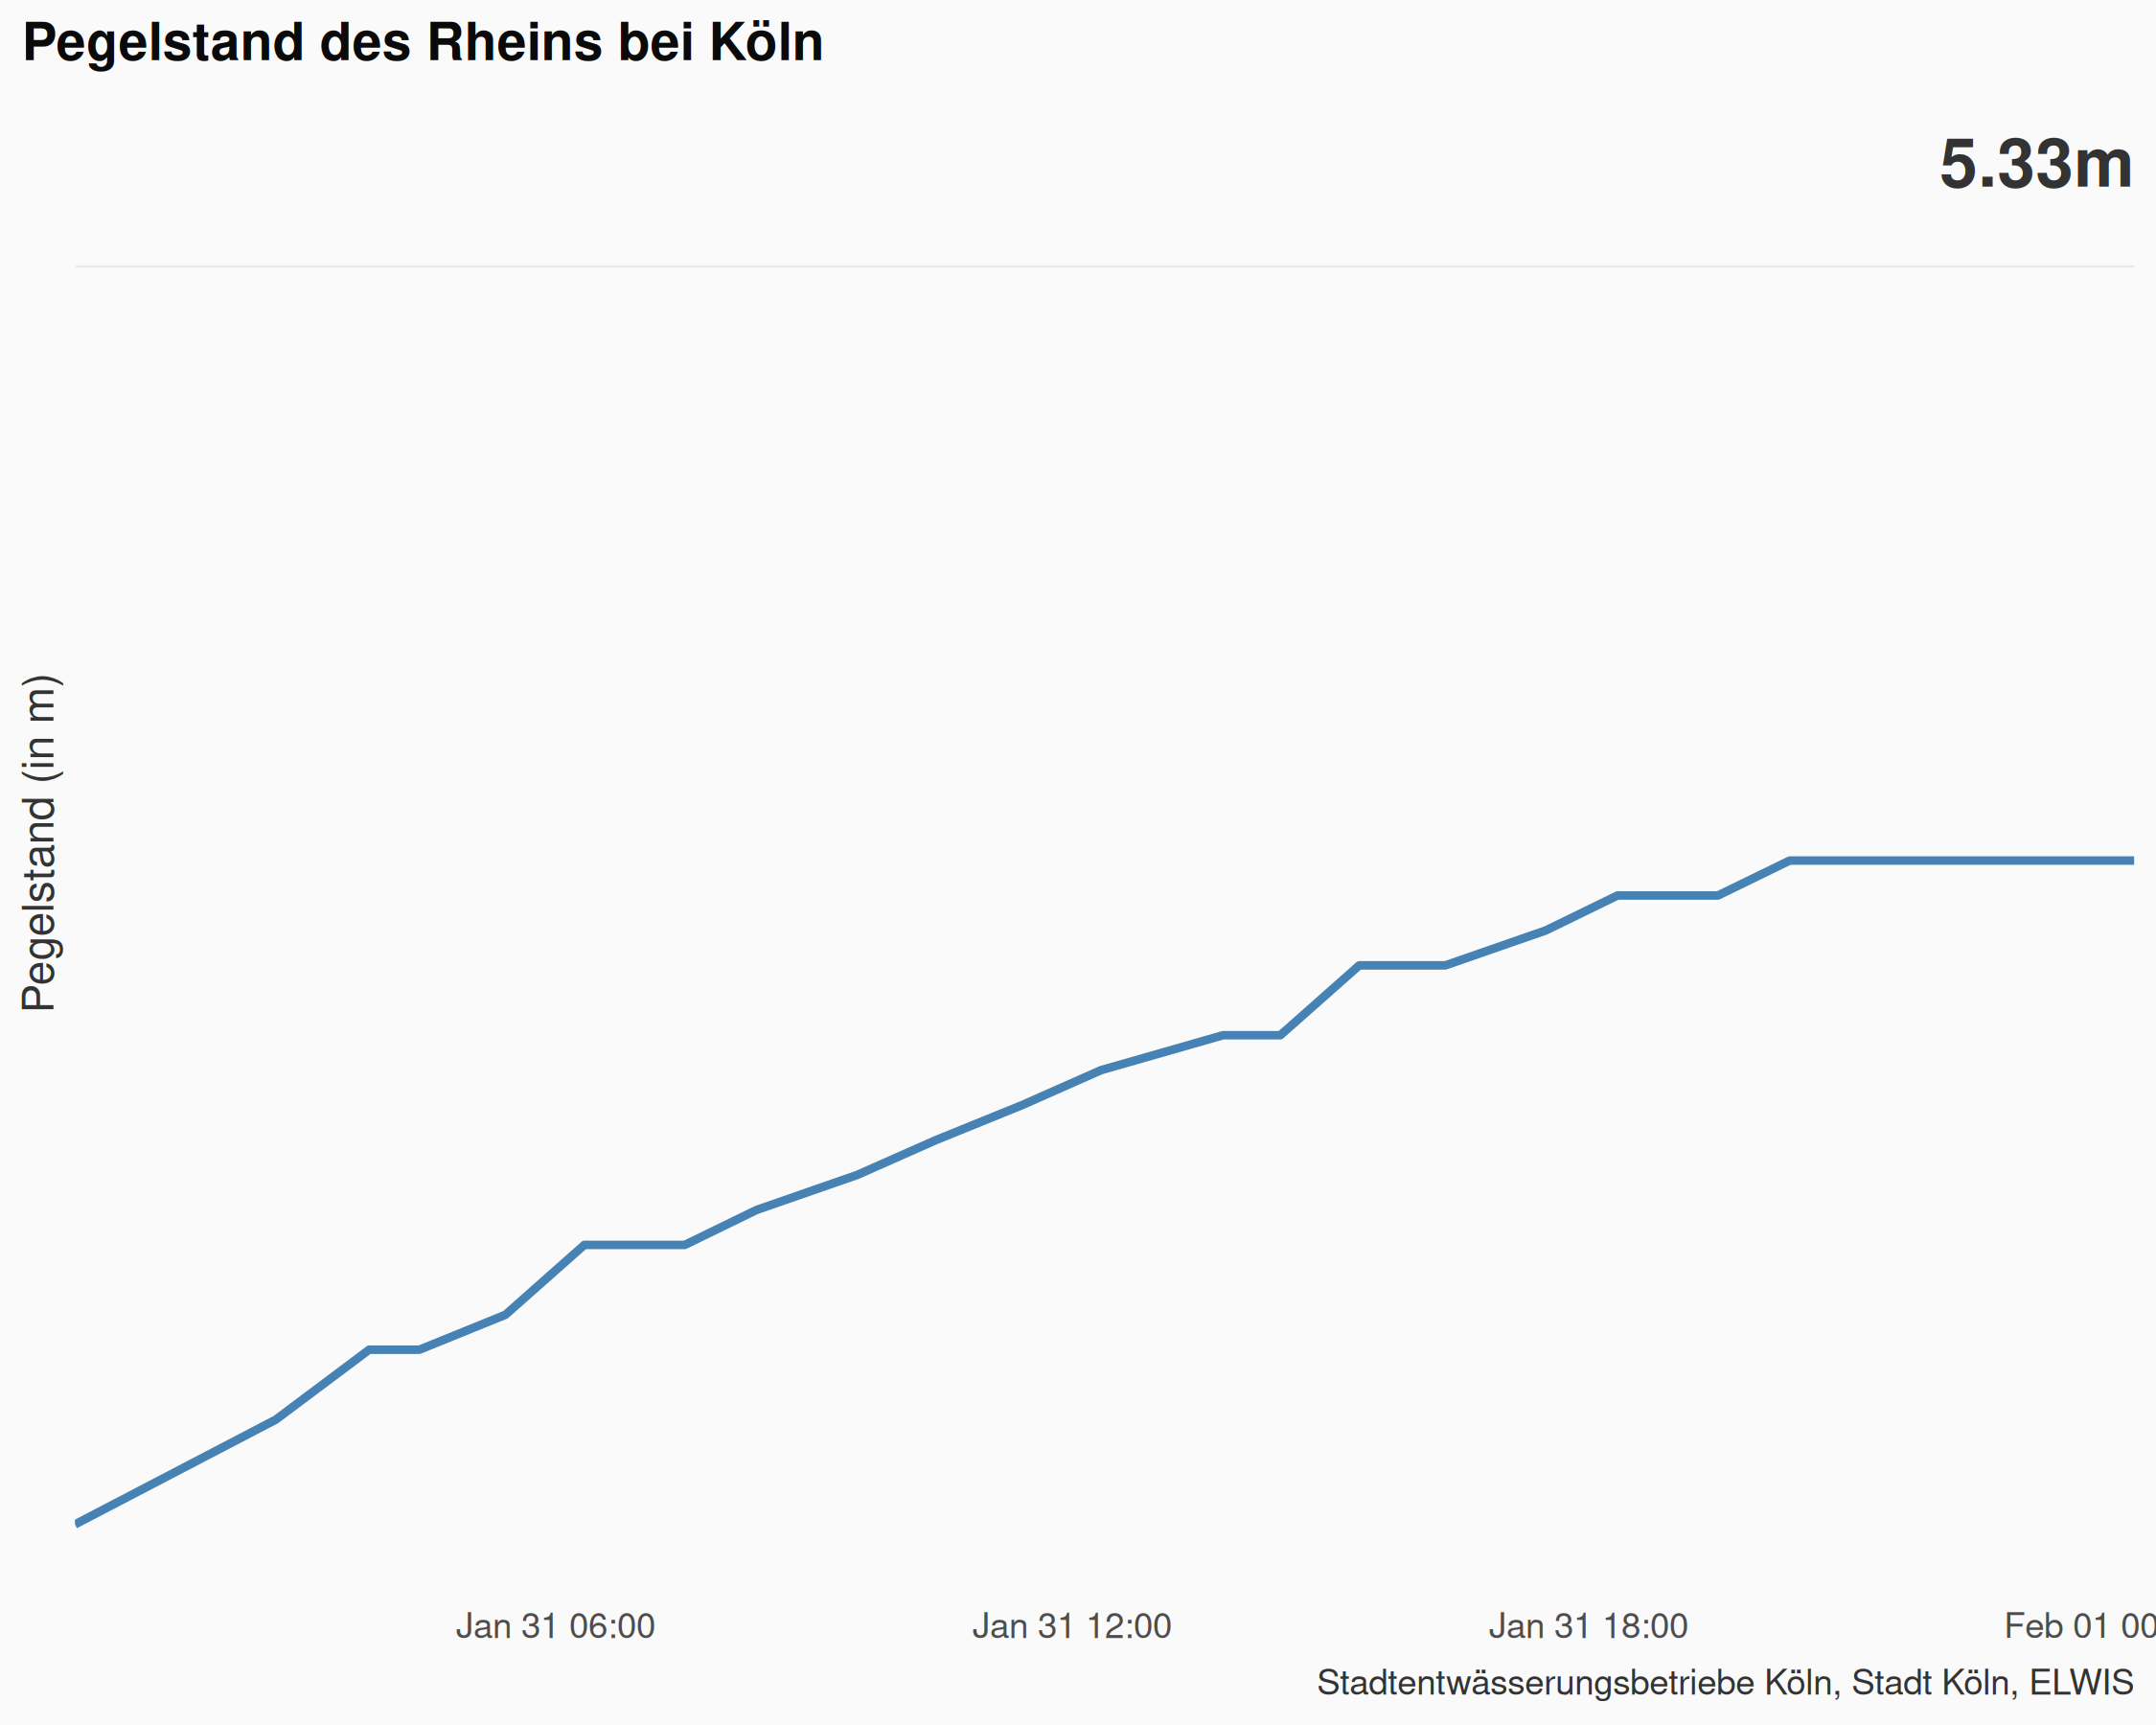 Pegelstand des Rheins bei Köln
5.33m
Pegelstand (in m)
Jan 31 06:00 Jan 31 12:00 Jan 31 18:00 Feb 01 00
Stadtentwässerungsbetriebe Köln, Stadt Köln, ELWIS